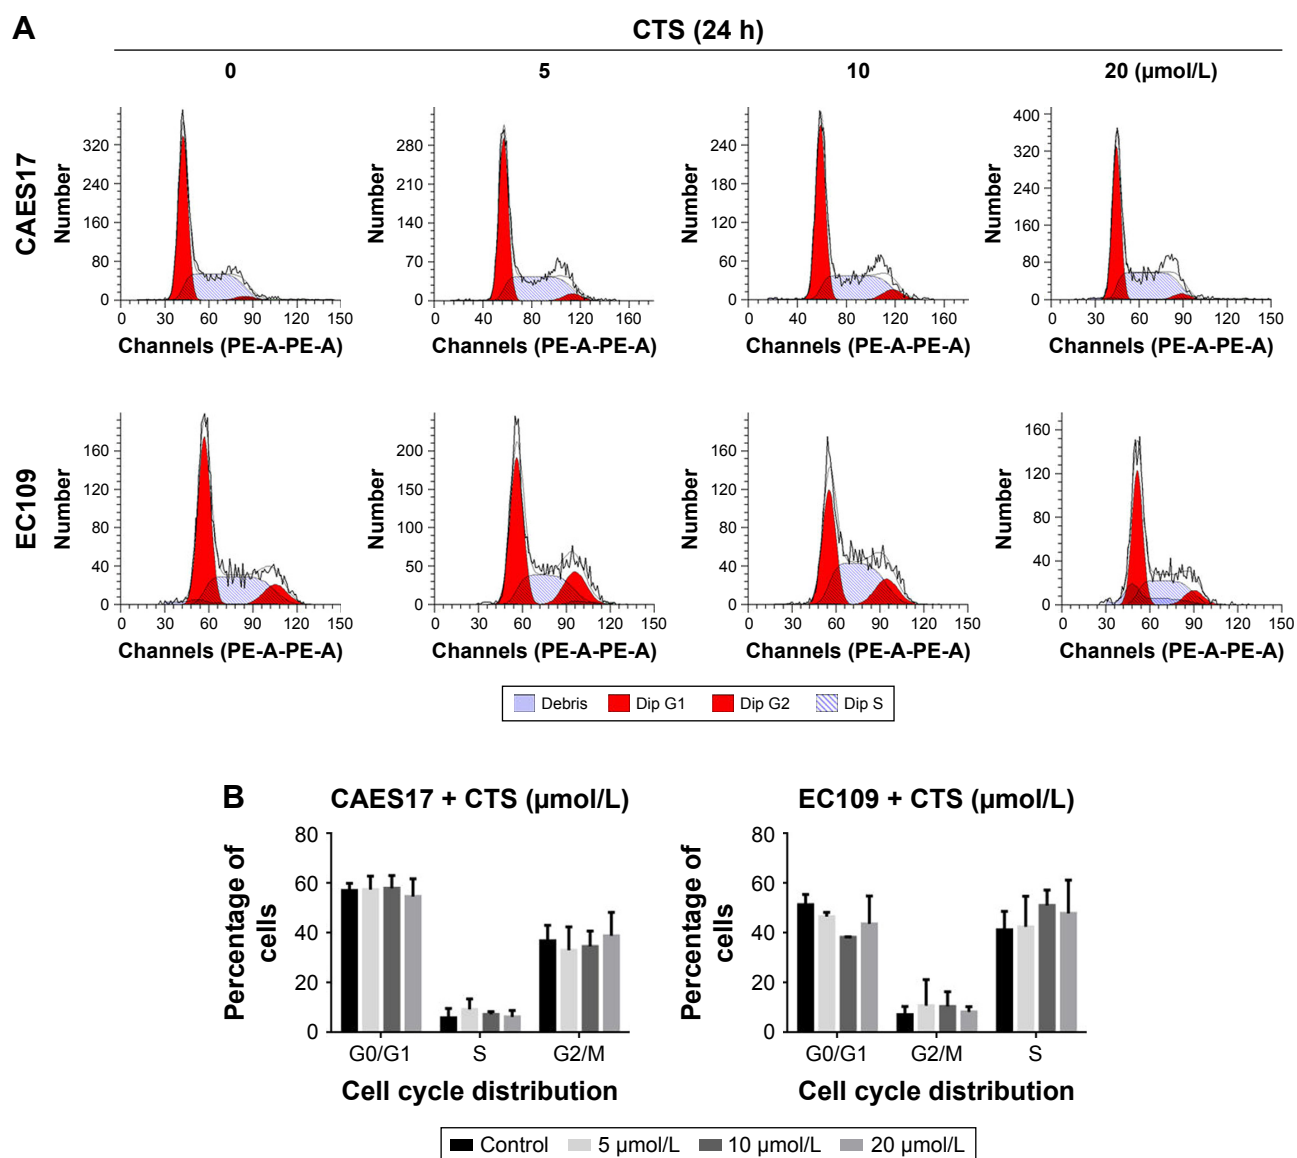 A
CTS (24 h)
0 5 10 20 (µmol/L)
CAES17
Number
320
240
160
80
0
0 30 60 90 120 150
Channels (PE-A-PE-A)
Number
280
210
140
70
0
0 40 80 120 160
Channels (PE-A-PE-A)
Number
240
180
120
60
0
0 40 80 120 160
Channels (PE-A-PE-A)
Number
400
320
240
160
80
0
0 30 60 90 120 150
Channels (PE-A-PE-A)
EC109
Number
160
120
80
40
0
0 30 60 90 120 150
Channels (PE-A-PE-A)
Number
200
150
100
50
0
0 30 60 90 120 150
Channels (PE-A-PE-A)
Number
160
120
80
40
0
0 30 60 90 120 150
Channels (PE-A-PE-A)
Number
160
120
80
40
0
0 30 60 90 120 150
Channels (PE-A-PE-A)
Debris Dip G1 Dip G2 Dip S
B
CAES17 + CTS (µmol/L)
Percentage of
cells
80
60
40
20
0
G0/G1 S G2/M
Cell cycle distribution
EC109 + CTS (µmol/L)
Percentage of
cells
80
60
40
20
0
G0/G1 G2/M S
Cell cycle distribution
Control 5 µmol/L 10 µmol/L 20 µmol/L